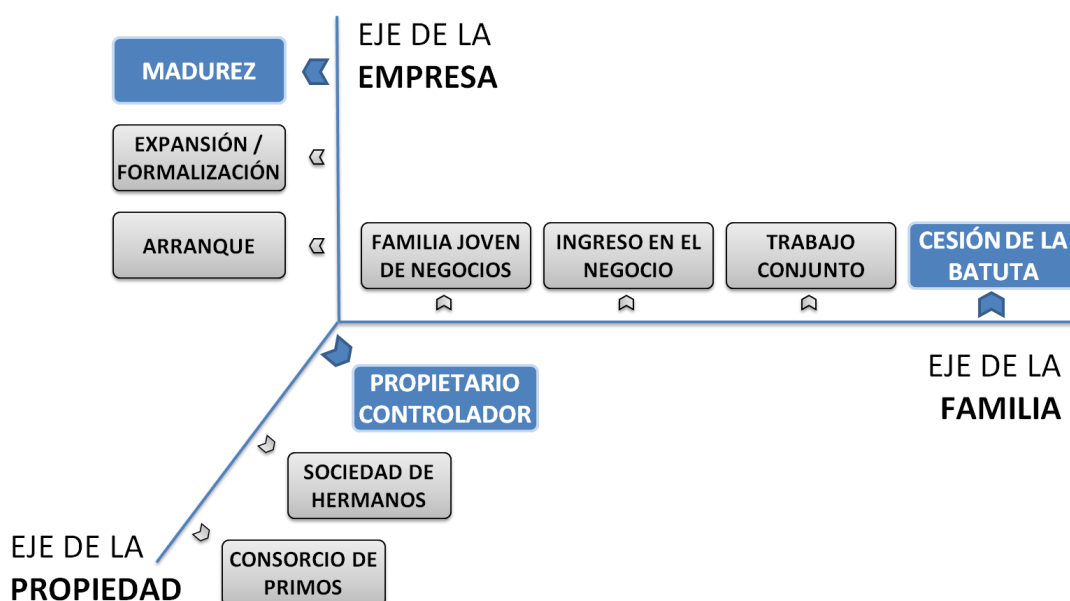 EJE DE LA
EMPRESA
MADUREZ
EXPANSIÓN /
FORMALIZACIÓN
ARRANQUE
FAMILIA JOVEN
DE NEGOCIOS
INGRESO EN EL
NEGOCIO
TRABAJO
CONJUNTO
CESIÓN DE LA
BATUTA
EJE DE LA
FAMILIA
PROPIETARIO
CONTROLADOR
SOCIEDAD DE
HERMANOS
CONSORCIO DE
PRIMOS
EJE DE LA
PROPIEDAD